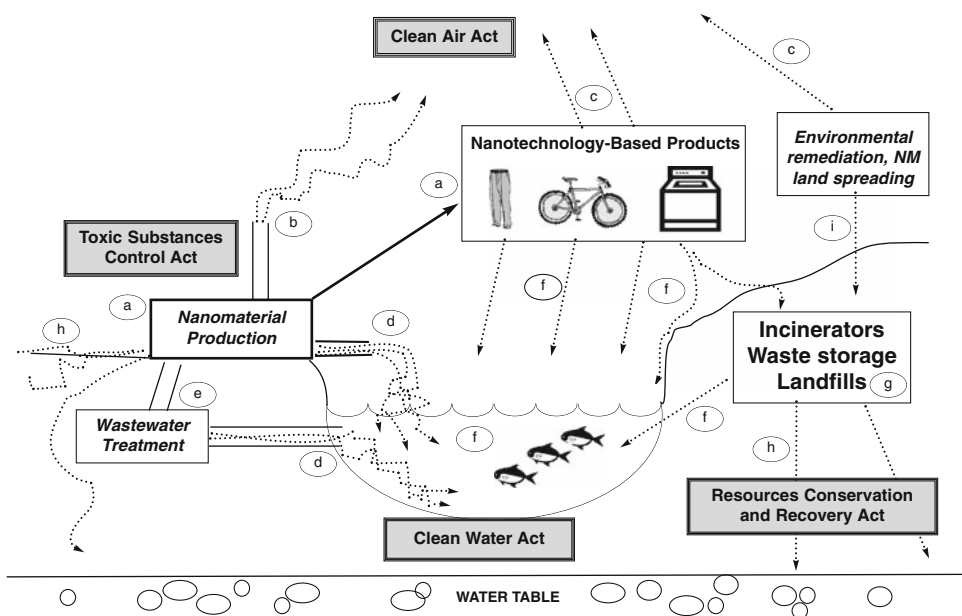 Clean Air Act
c
c
Nanotechnology-Based Products
Environmental
remediation, NM
land spreading
a
b
Toxic Substances
Control Act
i
f
f
a
Nanomaterial
Production
h
d
Incinerators
Waste storage
Landfills
g
e
Wastewater
Treatment
f
f
d
h
Resources Conservation
and Recovery Act
Clean Water Act
WATER TABLE